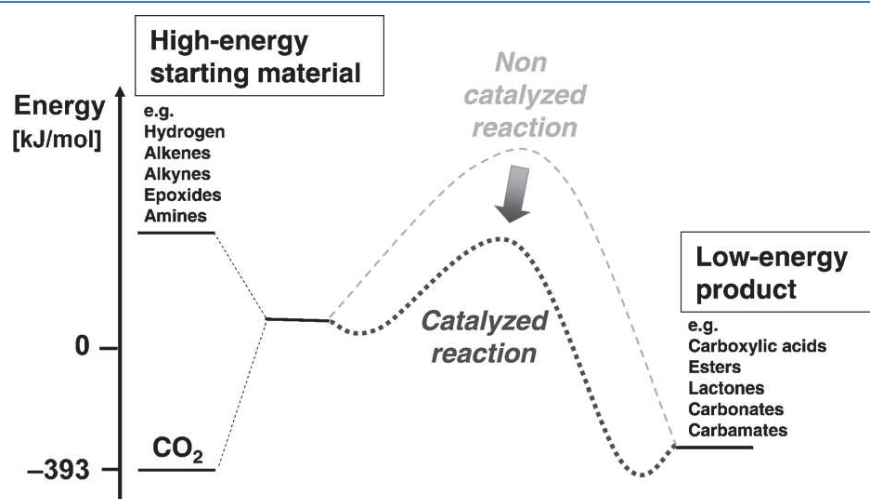 High-energy
starting material
Energy
[kJ/mol]
e.g.
Hydrogen
Alkenes
Alkynes
Epoxides
Amines
Non
catalyzed
reaction
Catalyzed
reaction
Low-energy
product
e.g.
Carboxylic acids
Esters
Lactones
Carbonates
Carbamates
0
CO₂
–393